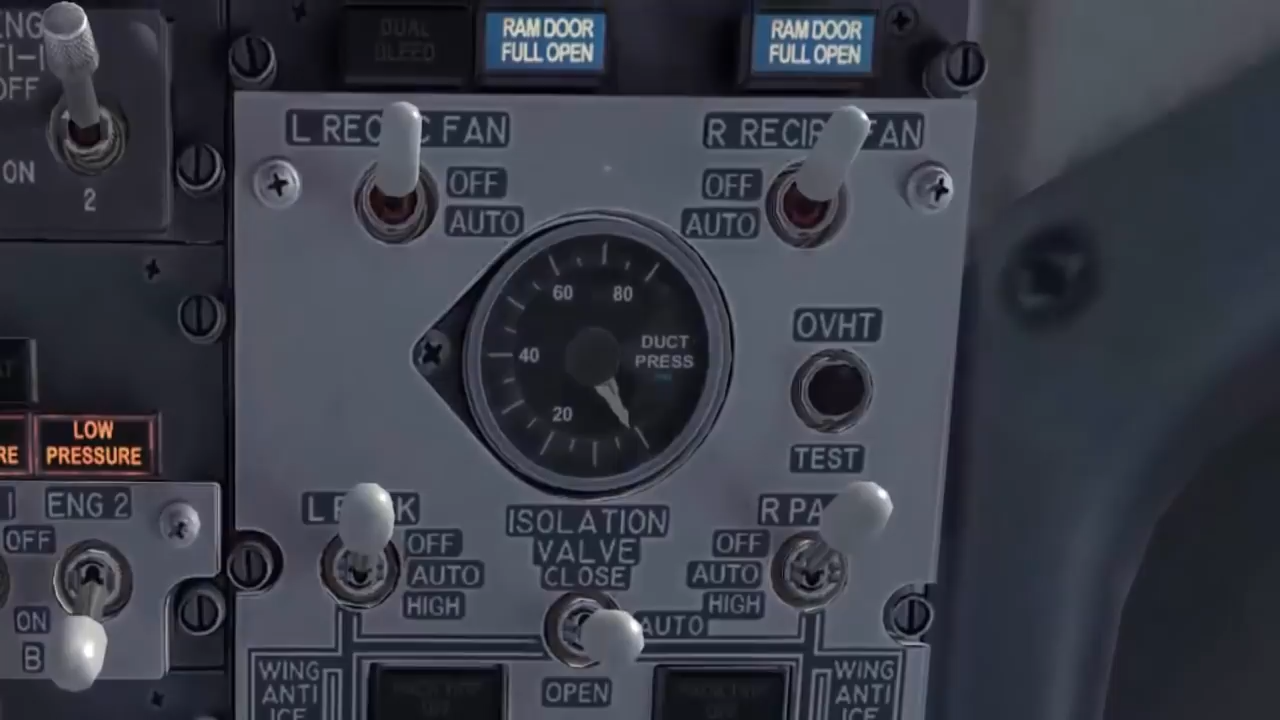 DUAL
BLEED
RAM DOOR
FULL OPEN
RAM DOOR
FULL OPEN
OFF
ON
2
L RECIRC FAN
OFF
AUTO
R RECIRC FAN
OFF
AUTO
60
80
40
20
DUCT
PRESS
OVHT
TEST
LOW
PRESSURE
ENG 2
OFF
ON
B
L PACK
OFF
AUTO
HIGH
ISOLATION
VALVE
CLOSE
AUTO
OPEN
R PACK
OFF
AUTO
HIGH
WING
ANTI
ICE
WING
ANTI
ICE